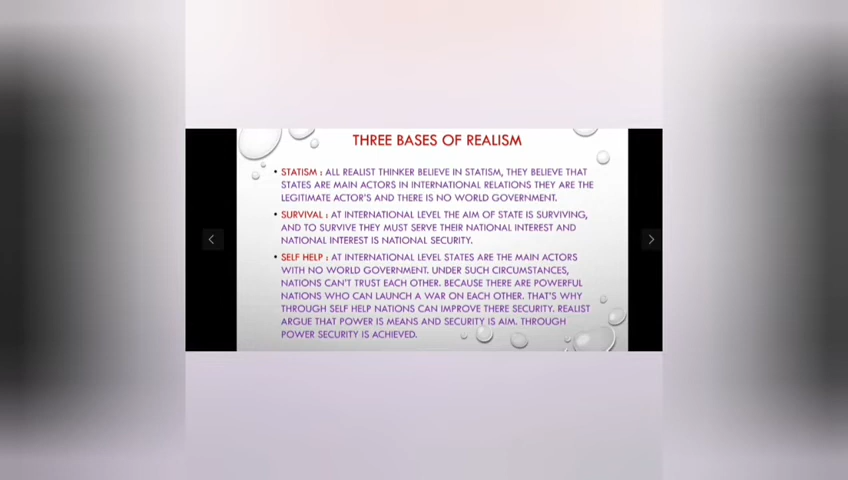 THREE BASES OF REALISM
• STATISM : ALL REALIST THINKER BELIEVE IN STATISM, THEY BELIEVE THAT
STATES ARE MAIN ACTORS IN INTERNATIONAL RELATIONS THEY ARE THE
LEGITIMATE ACTOR'S AND THERE IS NO WORLD GOVERNMENT.
• SURVIVAL : AT INTERNATIONAL LEVEL THE AIM OF STATE IS SURVIVING,
AND TO SURVIVE THEY MUST SERVE THEIR NATIONAL INTEREST AND
NATIONAL INTEREST IS NATIONAL SECURITY.
• SELF HELP : AT INTERNATIONAL LEVEL STATES ARE THE MAIN ACTORS
WITH NO WORLD GOVERNMENT. UNDER SUCH CIRCUMSTANCES,
NATIONS CAN'T TRUST EACH OTHER. BECAUSE THERE ARE POWERFUL
NATIONS WHO CAN LAUNCH A WAR ON EACH OTHER. THAT'S WHY
THROUGH SELF HELP NATIONS CAN IMPROVE THERE SECURITY. REALIST
ARGUE THAT POWER IS MEANS AND SECURITY IS AIM. THROUGH
POWER SECURITY IS ACHIEVED.